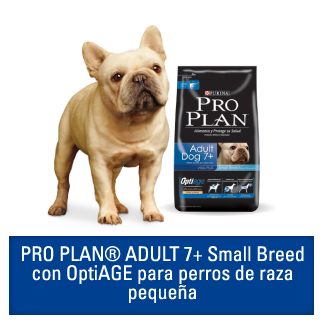 PURINA
PRO
PLAN
Alimenta y Protege su Salud
Adult
Dog 7+
OptiAge
PRO PLAN® ADULT 7+ Small Breed
con OptiAGE para perros de raza
pequeña